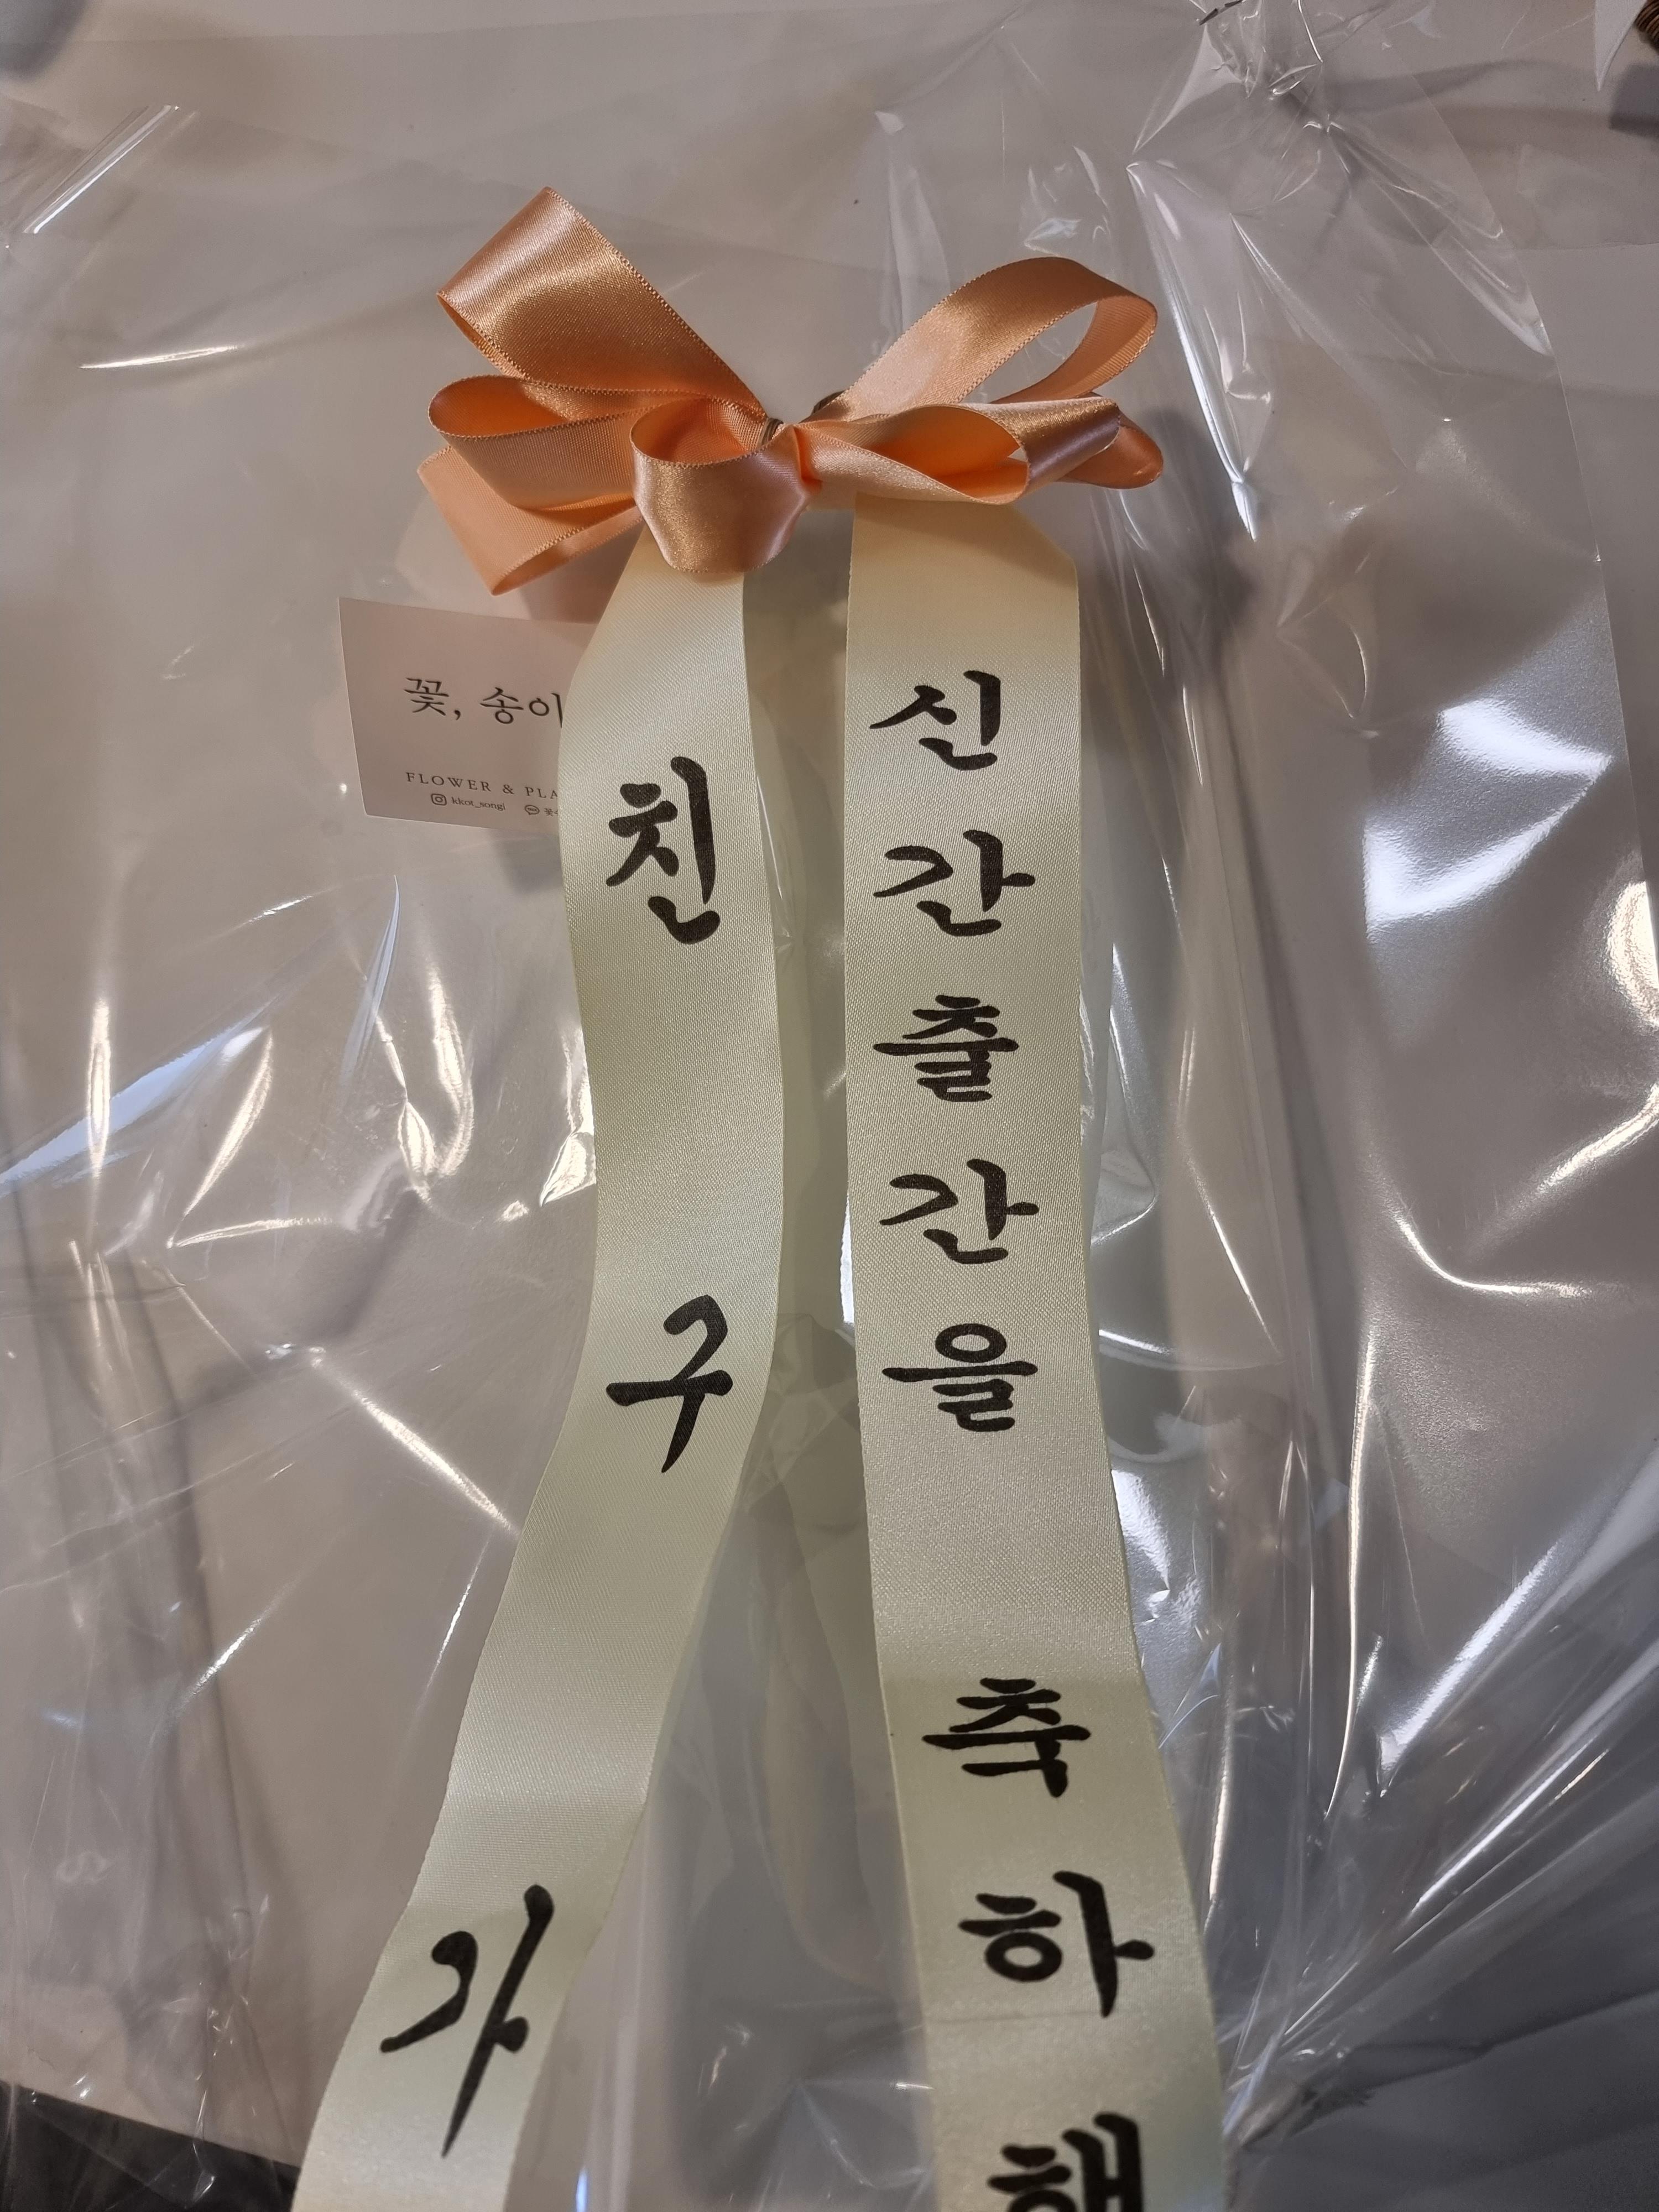 친구가
신간출간을 축하해
꽃, 송이
FLOWER &
kkot_songi